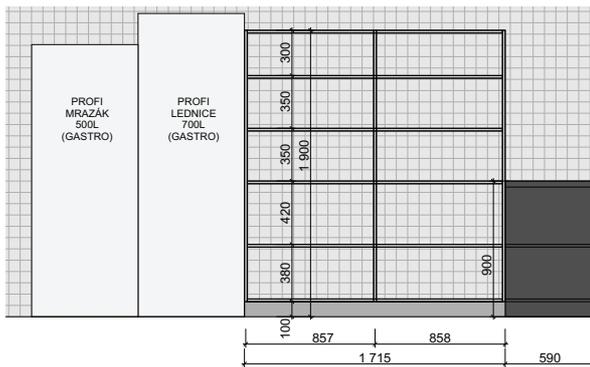 PROFI
MRAZÁK
500L
(GASTRO)
PROFI
LEDNICE
700L
(GASTRO)
300
350
350
1 900
420
380
900
100
857
858
1 715
590